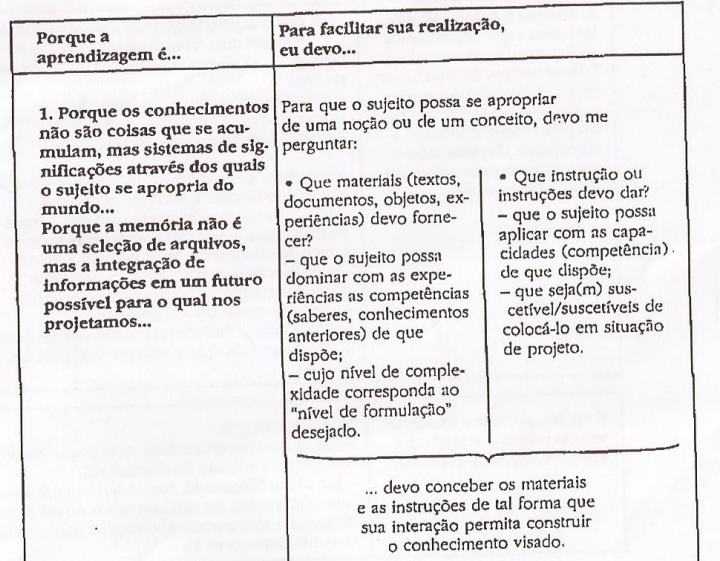 Porque a
aprendizagem é...
Para facilitar sua realização,
eu devo...
1. Porque os conhecimentos
não são coisas que se acu-
mulam, mas sistemas de sig-
nificações através dos quais
o sujeito se apropria do
mundo...
Porque a memória não é
uma seleção de arquivos,
mas a integração de
informações em um futuro
possível para o qual nos
projetamos...
Para que o sujeito possa se apropriar
de uma noção ou de um conceito, devo me
perguntar:
• Que materiais (textos,
documentos, objetos, ex-
periências) devo forne-
cer?
– que o sujeito possa
dominar com as expe-
riências as competências
(saberes, conhecimentos
anteriores) de que
dispõe;
– cujo nível de comple-
xidade corresponda ao
"nível de formulação"
desejado.
• Que instrução ou
instruções devo dar?
– que o sujeito possa
aplicar com as capa-
cidades (competência)
de que dispõe;
– que seja(m) sus-
cetível/suscetíveis de
colocá-lo em situação
de projeto.
... devo conceber os materiais
e as instruções de tal forma que
sua interação permita construir
o conhecimento visado.